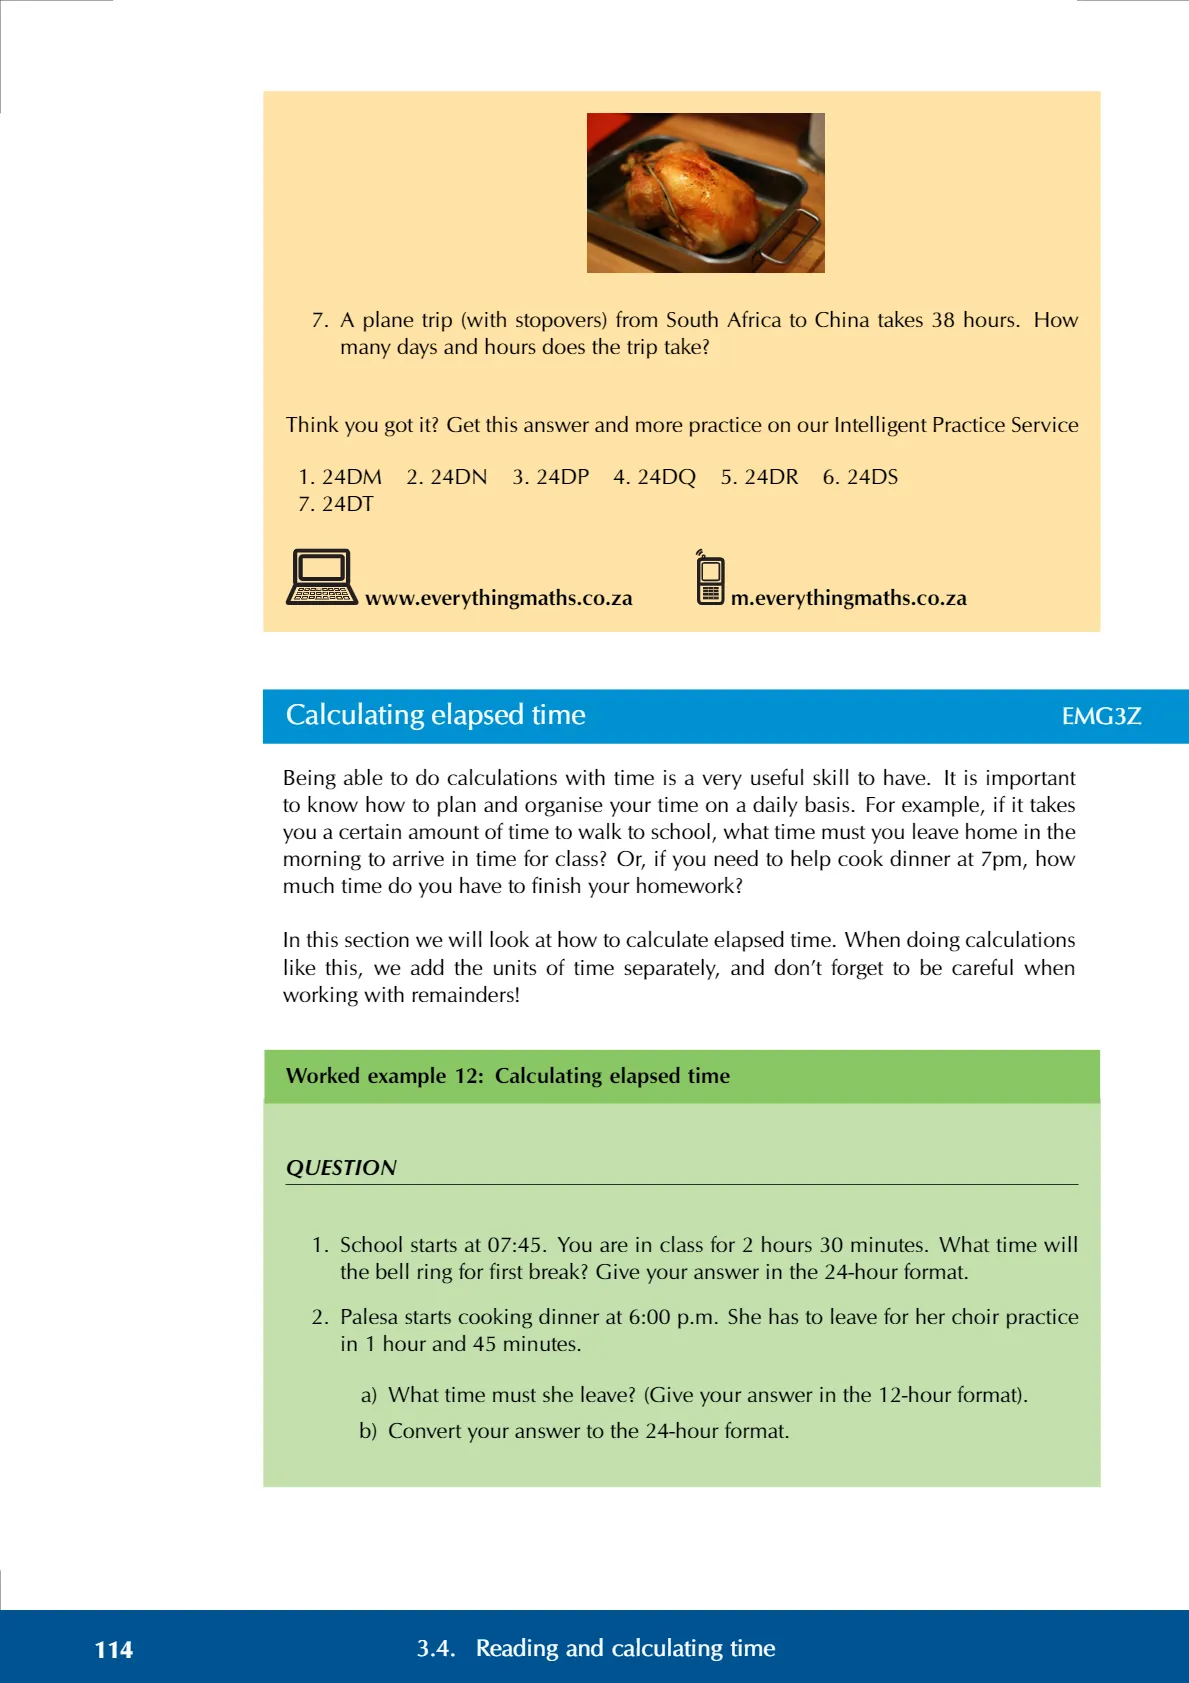 7. A plane trip (with stopovers) from South Africa to China takes 38 hours. How
many days and hours does the trip take?
Think you got it? Get this answer and more practice on our Intelligent Practice Service
1. 24DM 2. 24DN 3. 24DP 4. 24DQ 5. 24DR 6. 24DS
7. 24DT
www.everythingmaths.co.za m.everythingmaths.co.za
Calculating elapsed time EMG3Z
Being able to do calculations with time is a very useful skill to have. It is important
to know how to plan and organise your time on a daily basis. For example, if it takes
you a certain amount of time to walk to school, what time must you leave home in the
morning to arrive in time for class? Or, if you need to help cook dinner at 7pm, how
much time do you have to finish your homework?
In this section we will look at how to calculate elapsed time. When doing calculations
like this, we add the units of time separately, and don’t forget to be careful when
working with remainders!
Worked example 12: Calculating elapsed time
QUESTION
1. School starts at 07:45. You are in class for 2 hours 30 minutes. What time will
the bell ring for first break? Give your answer in the 24-hour format.
2. Palesa starts cooking dinner at 6:00 p.m. She has to leave for her choir practice
in 1 hour and 45 minutes.
a) What time must she leave? (Give your answer in the 12-hour format).
b) Convert your answer to the 24-hour format.
114 3.4. Reading and calculating time